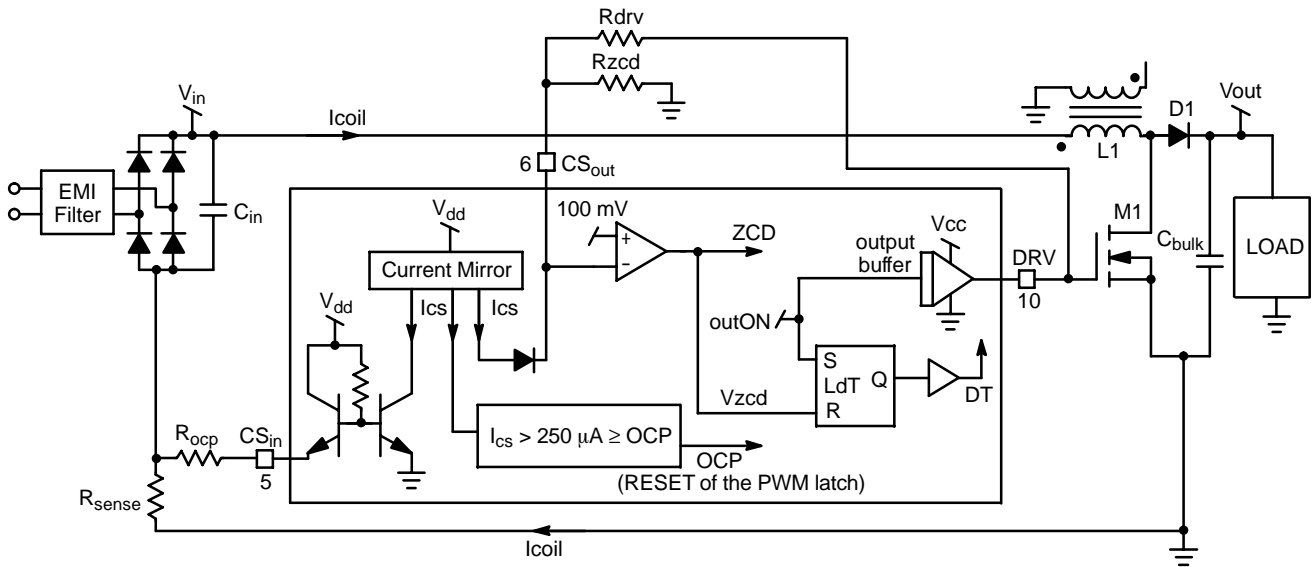 Rdrv
Rzcd
Vin
Icoil
D1
Vout
L1
6
CSout
EMI
Filter
Cin
Vdd
100 mV
+
−
ZCD
Vcc
output
buffer
DRV
10
M1
Cbulk
LOAD
Current Mirror
Vdd
Ics
Ics
outON
S
LdT
Q
R
DT
Vzcd
Rocp
CSin
5
Ics > 250 µA ≥ OCP
OCP
(RESET of the PWM latch)
Rsense
Icoil